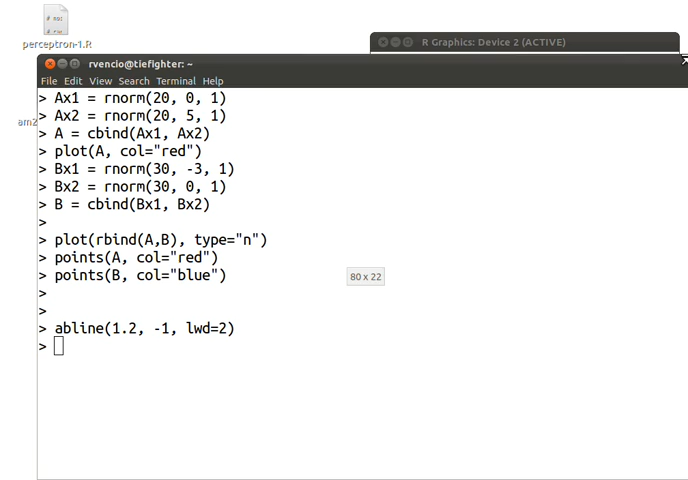 # no:
# cv:
perceptron-1.R
R Graphics: Device 2 (ACTIVE)
rvencio@tiefighter: ~
File Edit View Search Terminal Help
am2
> Ax1 = rnorm(20, 0, 1)
> Ax2 = rnorm(20, 5, 1)
> A = cbind(Ax1, Ax2)
> plot(A, col="red")
> Bx1 = rnorm(30, -3, 1)
> Bx2 = rnorm(30, 0, 1)
> B = cbind(Bx1, Bx2)
>
> plot(rbind(A,B), type="n")
> points(A, col="red")
> points(B, col="blue")
80 x 22
>
>
> abline(1.2, -1, lwd=2)
>